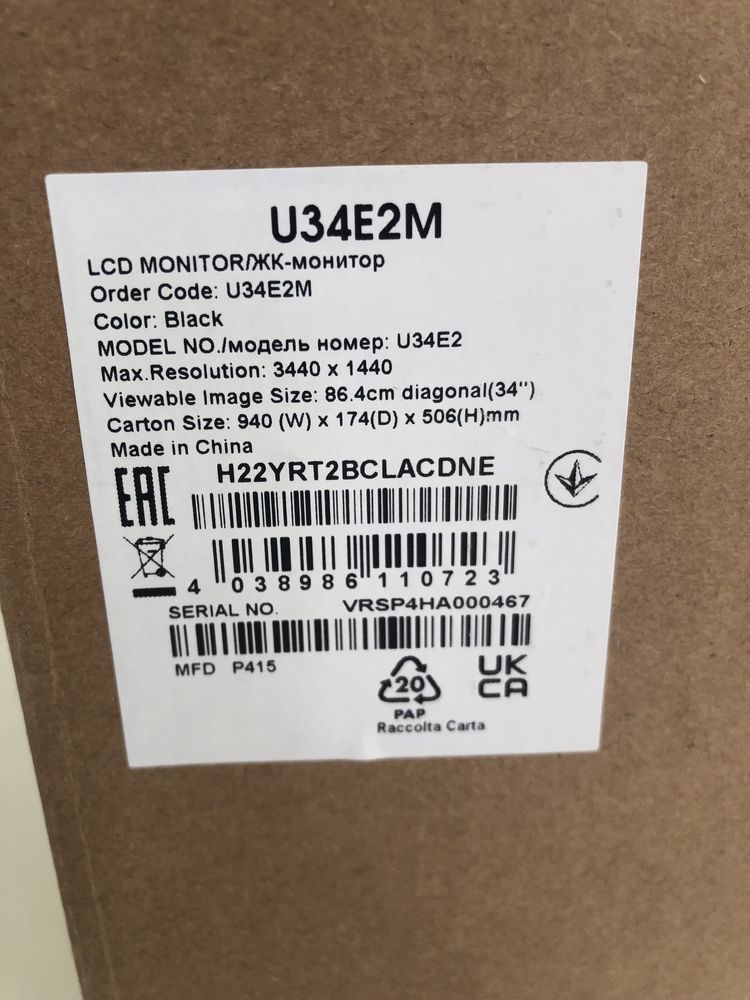 U34E2M
LCD MONITOR/ЖК-монитор
Order Code: U34E2M
Color: Black
MODEL NO./модель номер: U34E2
Max.Resolution: 3440 x 1440
Viewable Image Size: 86.4cm diagonal(34'')
Carton Size: 940 (W) x 174(D) x 506(H)mm
Made in China
H22YRT2BCLACDNE
EAC
4 038986 110723
SERIAL NO. VRSP4HA000467
MFD P415
20
PAP
Raccolta Carta
UK
CA